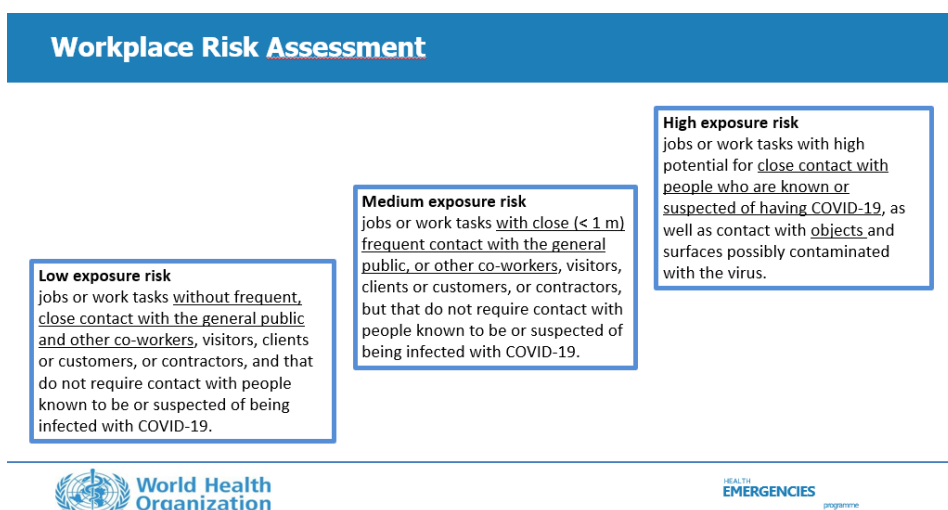 Workplace Risk Assessment
High exposure risk
jobs or work tasks with high
potential for close contact with
people who are known or
suspected of having COVID-19, as
well as contact with objects and
surfaces possibly contaminated
with the virus.
Medium exposure risk
jobs or work tasks with close (< 1 m)
frequent contact with the general
public, or other co-workers, visitors,
clients or customers, or contractors,
but that do not require contact with
people known to be or suspected of
being infected with COVID-19.
Low exposure risk
jobs or work tasks without frequent,
close contact with the general public
and other co-workers, visitors, clients
or customers, or contractors, and that
do not require contact with people
known to be or suspected of being
infected with COVID-19.
World Health
Organization
HEALTH
EMERGENCIES
programme